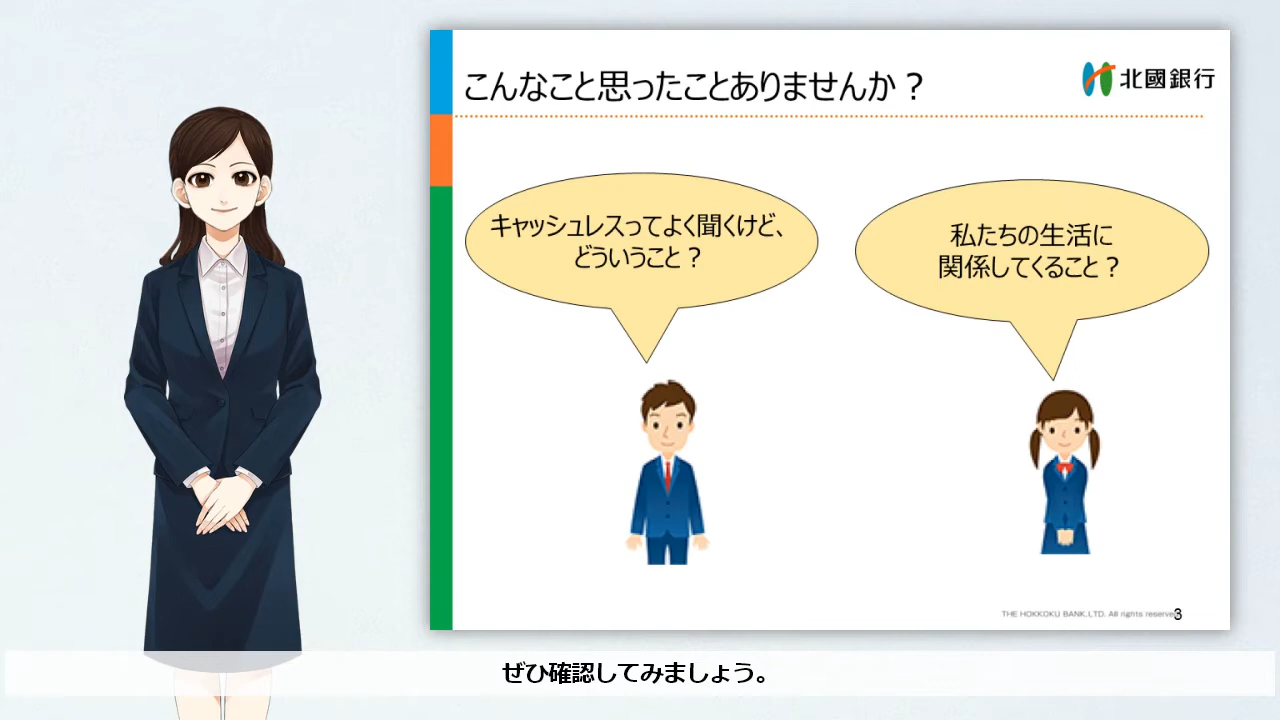 こんなこと思ったことありませんか？
北國銀行
キャッシュレスってよく聞くけど、
どういうこと？
私たちの生活に
関係してくること？
THE HOKKOKU BANK,LTD. All rights reserved
3
ぜひ確認してみましょう。